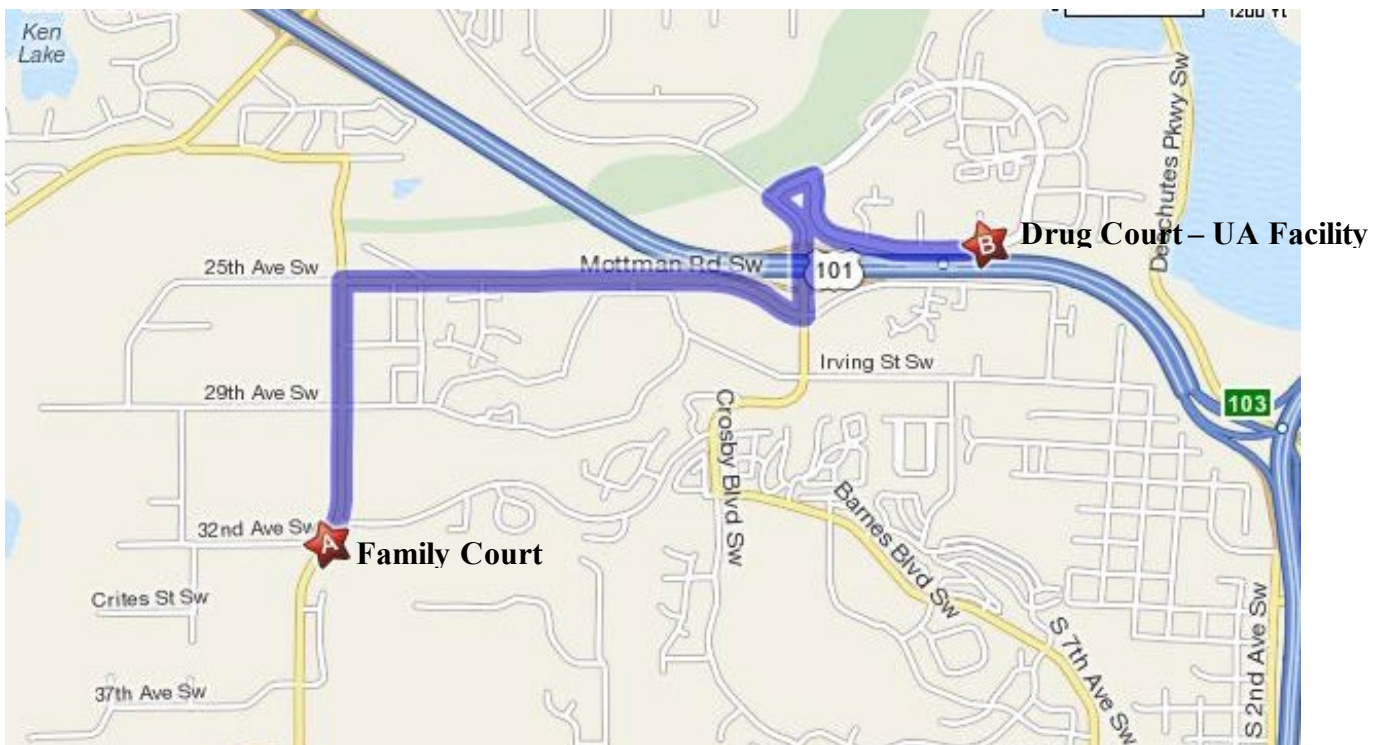 Ken
Lake
1200 Yt
Deschutes Pkwy Sw
Drug Court – UA Facility
B
25th Ave Sw
Mottman Rd Sw
101
Irving St Sw
29th Ave Sw
Crosby Blvd Sw
103
32nd Ave Sw
A
Family Court
Barnes Blvd Sw
Crites St Sw
S 7th Ave Sw
S 2nd Ave Sw
37th Ave Sw